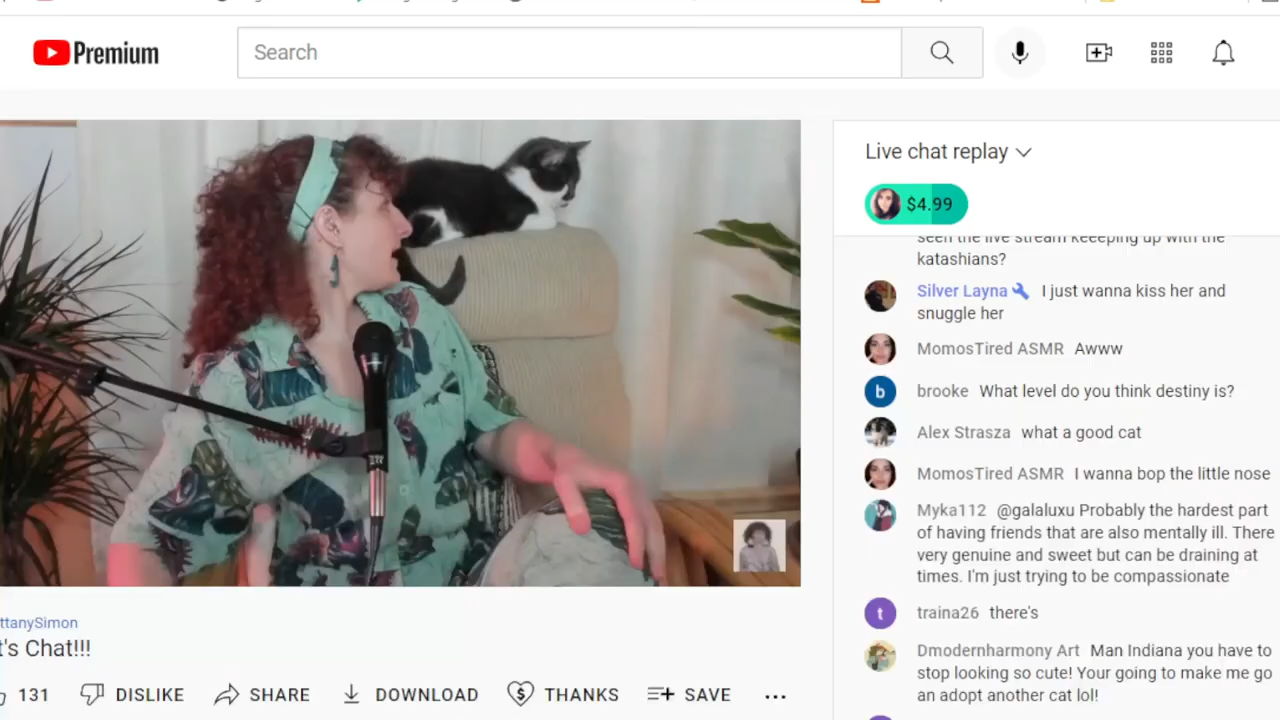 Premium
Search
Live chat replay
$4.99
seen the live stream keeeping up with the
katashians?
Silver Layna I just wanna kiss her and
snuggle her
MomosTired ASMR Awww
b brooke What level do you think destiny is?
Alex Strasza what a good cat
MomosTired ASMR I wanna bop the little nose
Myka112 @galaluxu Probably the hardest part
of having friends that are also mentally ill. There
very genuine and sweet but can be draining at
times. I'm just trying to be compassionate
t traina26 there's
Dmodernharmony Art Man Indiana you have to
stop looking so cute! Your going to make me go
an adopt another cat lol!
ttanySimon
t's Chat!!!
131 DISLIKE SHARE DOWNLOAD THANKS SAVE ...